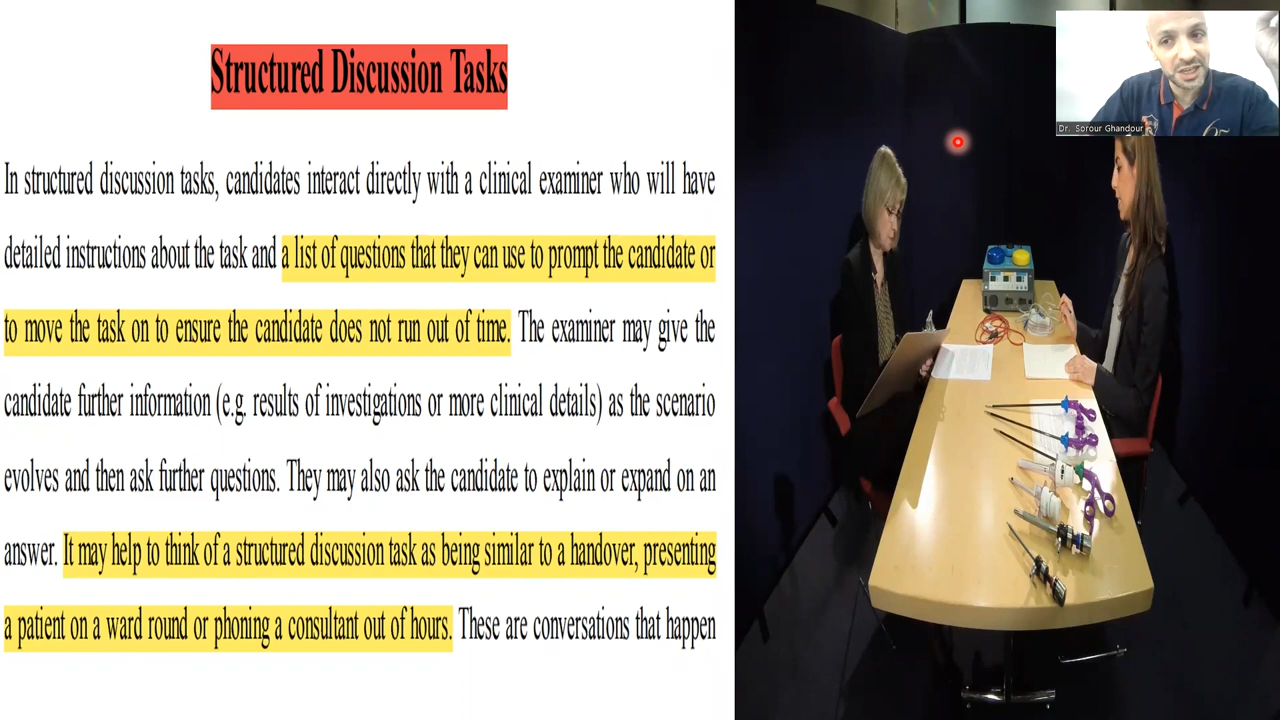 Structured Discussion Tasks
In structured discussion tasks, candidates interact directly with a clinical examiner who will have
detailed instructions about the task and a list of questions that they can use to prompt the candidate or
to move the task on to ensure the candidate does not run out of time. The examiner may give the
candidate further information (e.g. results of investigations or more clinical details) as the scenario
evolves and then ask further questions. They may also ask the candidate to explain or expand on an
answer. It may help to think of a structured discussion task as being similar to a handover, presenting
a patient on a ward round or phoning a consultant out of hours. These are conversations that happen
Dr. Sorour Ghandour